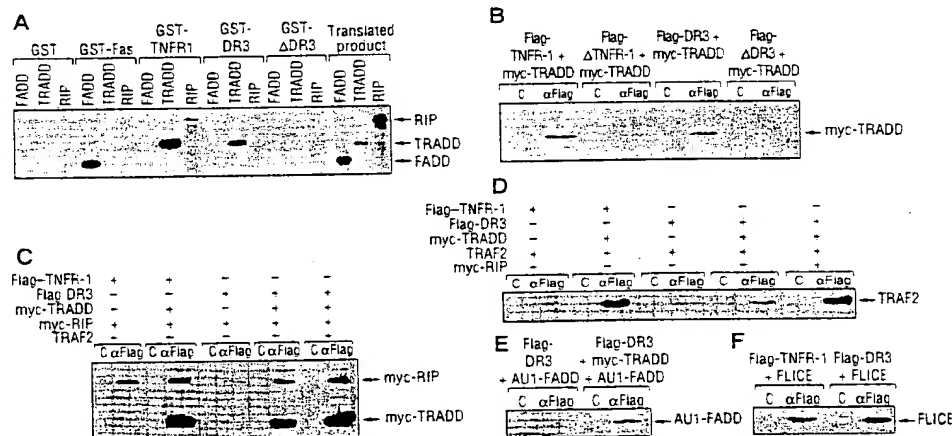 A
GST- GST- GST- Translated
GST GST-Fas TNFR1 DR3 ΔDR3 product
FADD TRADD RIP FADD TRADD RIP FADD TRADD RIP FADD TRADD RIP FADD TRADD RIP FADD TRADD RIP
RIP
TRADD
FADD
B
Flag- Flag- Flag-DR3 + Flag-
TNFR-1 + ΔTNFR-1 + myc-TRADD ΔDR3 +
myc-TRADD myc-TRADD myc-TRADD
C αFlag C αFlag C αFlag C αFlag
myc-TRADD
C
Flag-TNFR-1 + + - - -
Flag DR3 - - + + +
myc-TRADD - + - + +
myc-RIP + + + + +
TRAF2 - - - - +
C αFlag C αFlag C αFlag C αFlag C αFlag
myc-RIP
myc-TRADD
D
Flag-TNFR-1 + + - - -
Flag-DR3 - - + + +
myc-TRADD - + - + +
TRAF2 + + + + +
myc-RIP - - - - +
C αFlag C αFlag C αFlag C αFlag C αFlag
TRAF2
E
Flag- Flag-DR3
DR3 + myc-TRADD
+ AU1-FADD + AU1-FADD
C αFlag C αFlag
AU1-FADD
F
Flag-TNFR-1 Flag-DR3
+ FLICE + FLICE
C αFlag C αFlag
FLICE